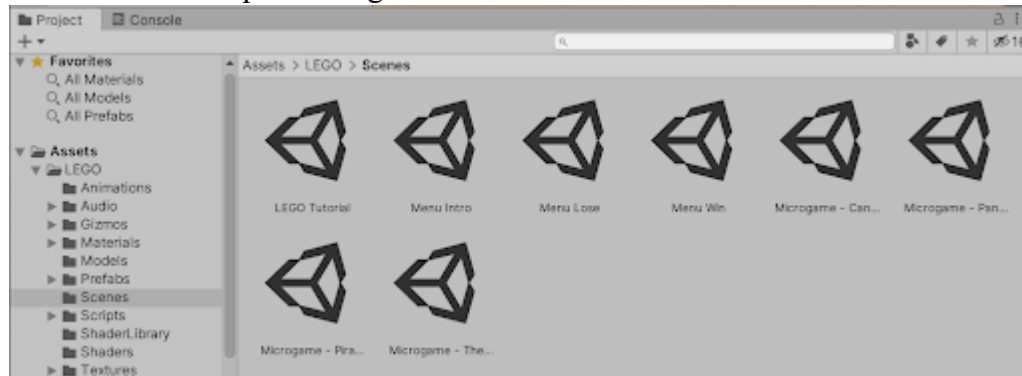 Project
Console
16
Favorites
All Materials
All Models
All Prefabs
Assets
LEGO
Animations
Audio
Gizmos
Materials
Models
Prefabs
Scenes
Scripts
ShaderLibrary
Shaders
Textures
Assets > LEGO > Scenes
LEGO Tutorial
Menu Intro
Menu Lose
Menu Win
Microgame - Can...
Microgame - Pan...
Microgame - Pira...
Microgame - The...